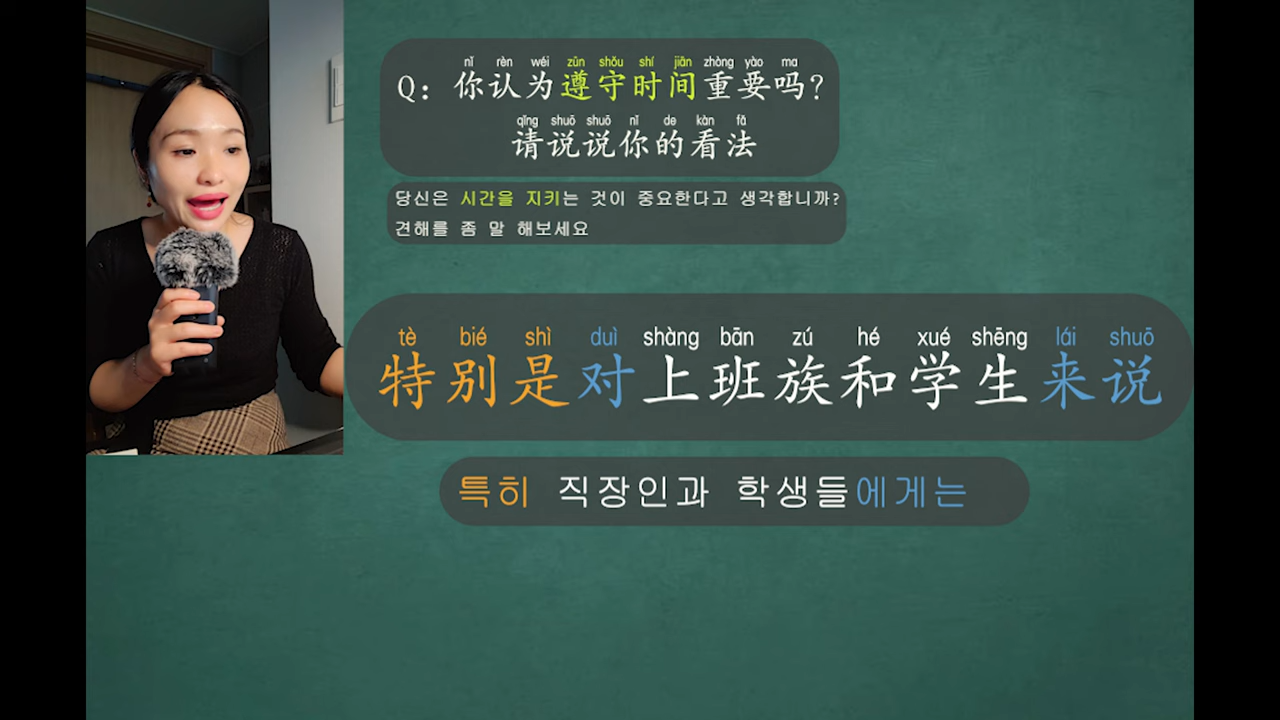 nǐ rèn wéi zūn shǒu shí jiān zhòng yào ma
Q：你认为遵守时间重要吗？
qǐng shuō shuō nǐ de kàn fǎ
请说说你的看法
당신은 시간을 지키는 것이 중요한다고 생각합니까?
견해를 좀 말 해보세요
tè bié shì duì shàng bān zú hé xué shēng lái shuō
特别是对上班族和学生来说
특히 직장인과 학생들에게는